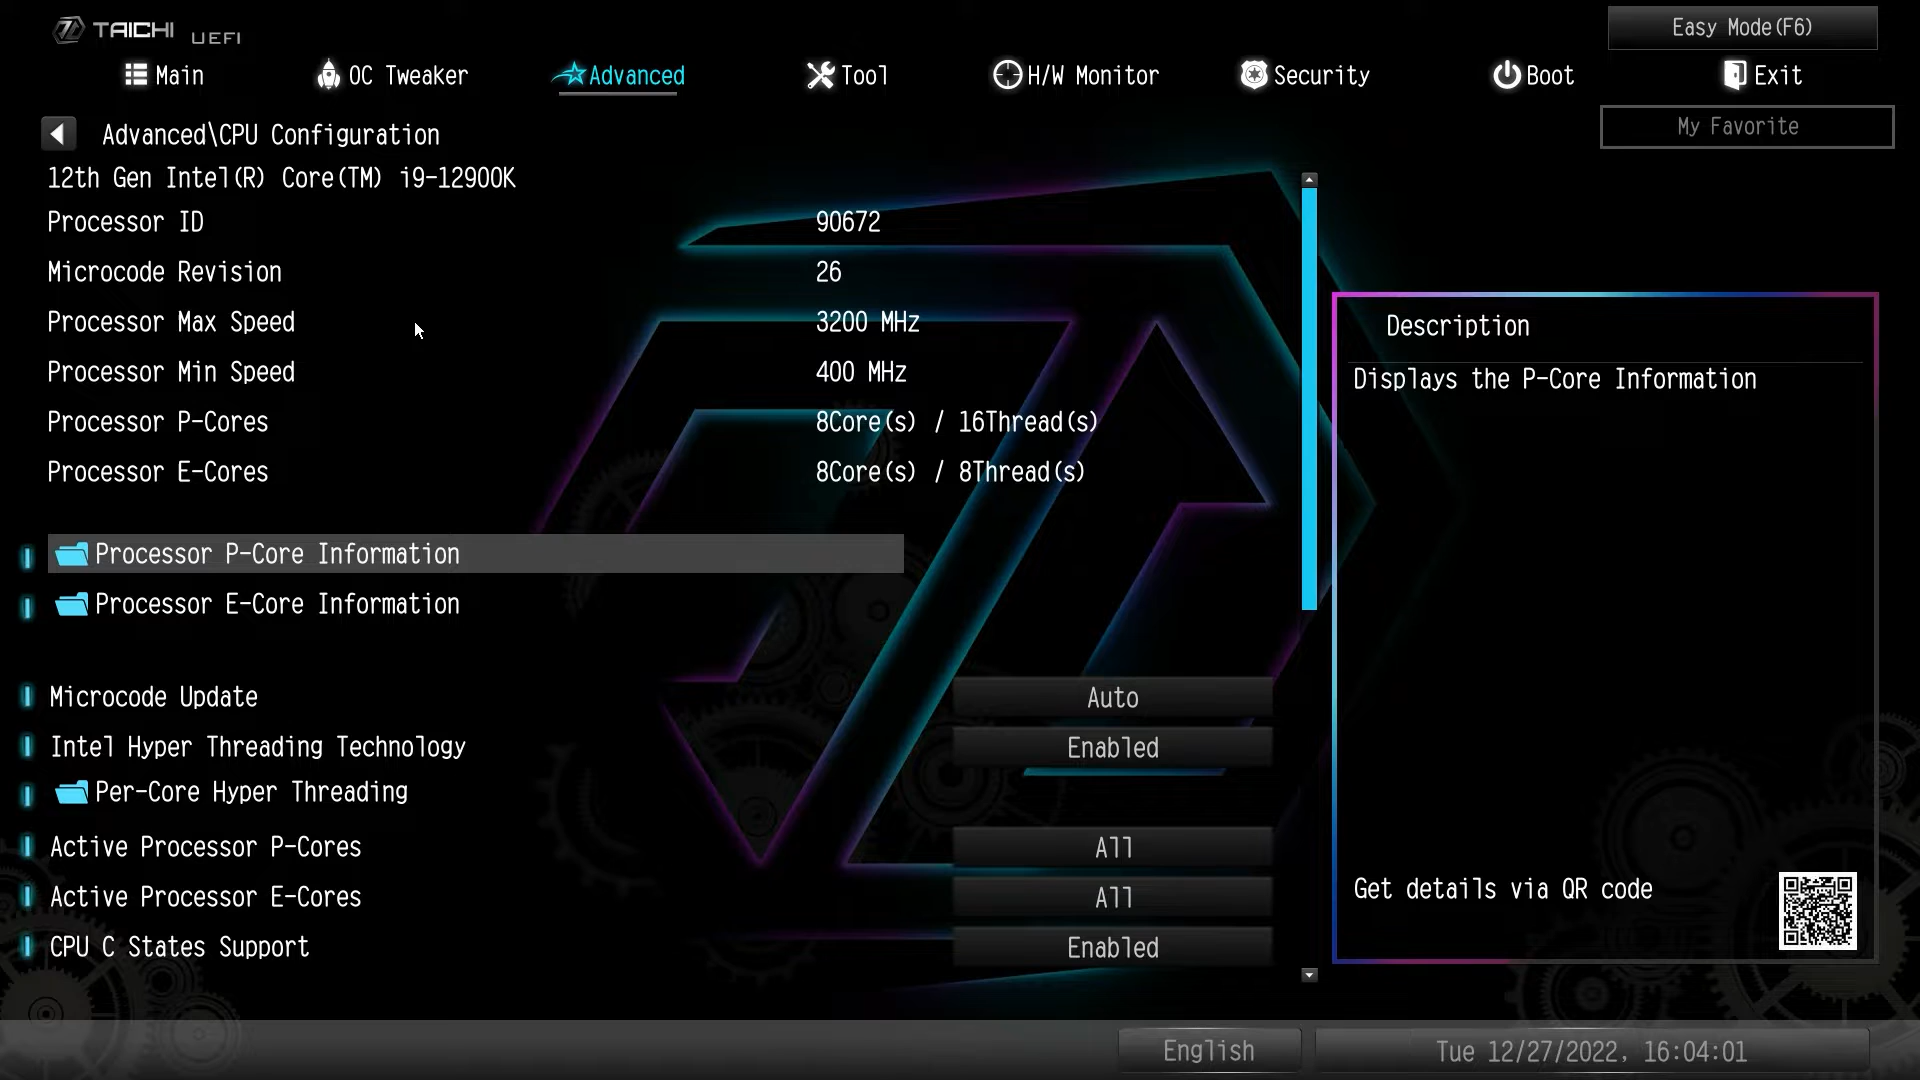 TAICHI UEFI
Easy Mode(F6)
Main OC Tweaker Advanced Tool H/W Monitor Security Boot Exit
My Favorite
Advanced\CPU Configuration
12th Gen Intel(R) Core(TM) i9-12900K
Processor ID 90672
Microcode Revision 26
Processor Max Speed 3200 MHz
Processor Min Speed 400 MHz
Processor P-Cores 8Core(s) / 16Thread(s)
Processor E-Cores 8Core(s) / 8Thread(s)
Processor P-Core Information
Processor E-Core Information
Microcode Update Auto
Intel Hyper Threading Technology Enabled
Per-Core Hyper Threading
Active Processor P-Cores All
Active Processor E-Cores All
CPU C States Support Enabled
Description
Displays the P-Core Information
Get details via QR code
English
Tue 12/27/2022, 16:04:01